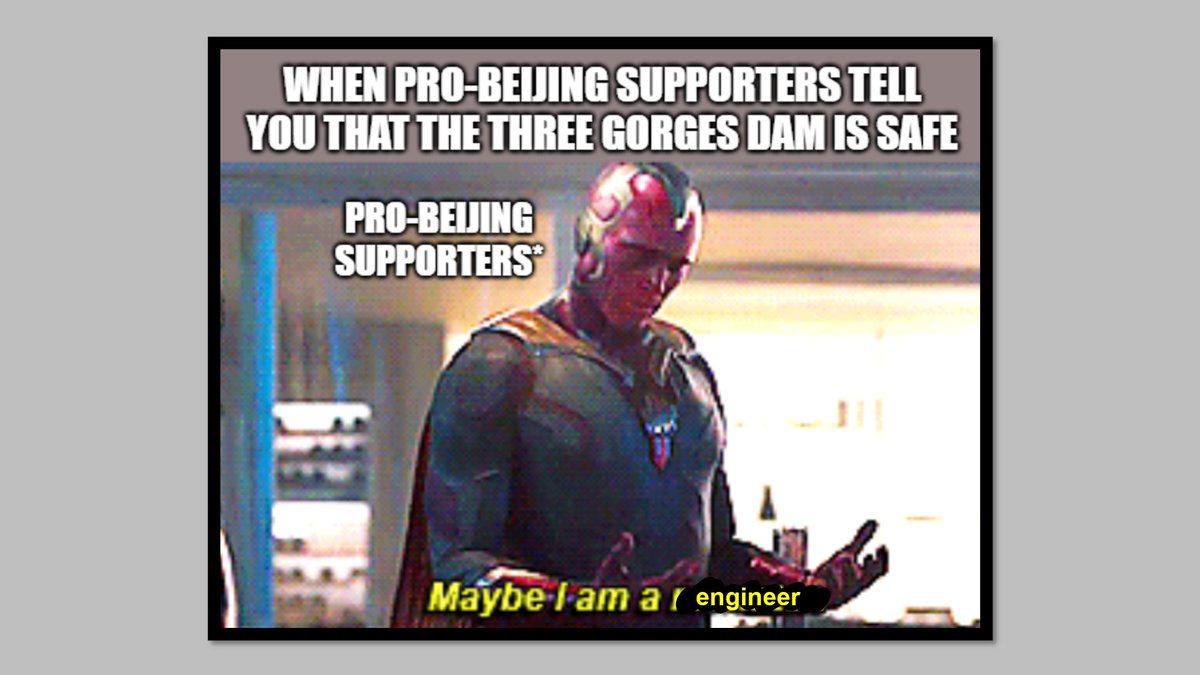 WHEN PRO-BEIJING SUPPORTERS TELL
YOU THAT THE THREE GORGES DAM IS SAFE
PRO-BEIJING
SUPPORTERS*
Maybe I am a engineer